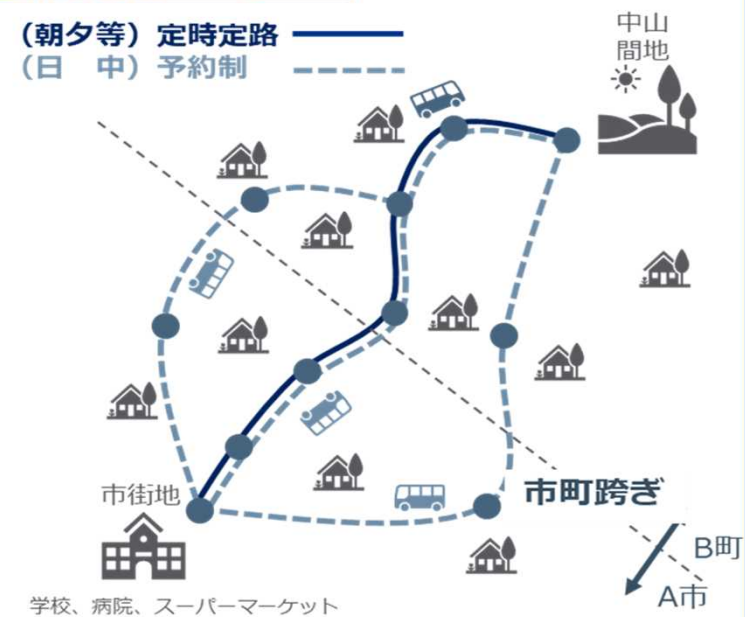 （朝夕等）定時定路
（日　中）予約制
中山
間地
市街地
市町跨ぎ
B町
A市
学校、病院、スーパーマーケット